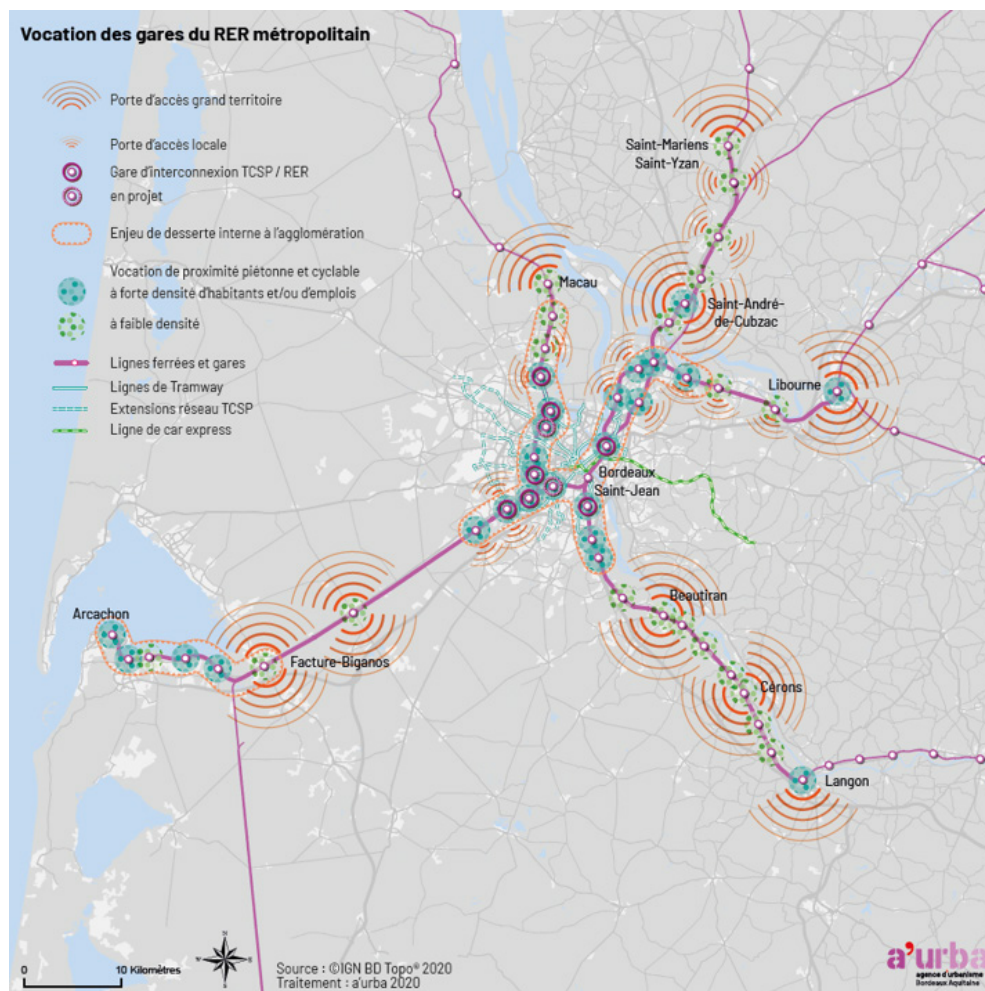 Vocation des gares du RER métropolitain
Porte d'accès grand territoire
Porte d'accès locale
Gare d'interconnexion TCSP / RER
en projet
Enjeu de desserte interne à l'agglomération
Vocation de proximité piétonne et cyclable
à forte densité d'habitants et/ou d'emplois
à faible densité
Lignes ferrées et gares
Lignes de Tramway
Extensions réseau TCSP
Ligne de car express
Saint-Mariens
Saint-Yzan
Macau
Saint-André-
de-Cubzac
Libourne
Bordeaux
Saint-Jean
Beautiran
Arcachon
Facture-Biganos
Cérons
Langon
N
W
E
S
0
10 Kilomètres
Source : ©IGN BD Topo® 2020
Traitement : a'urba 2020
a'urba
agence d'urbanisme
Bordeaux Aquitaine